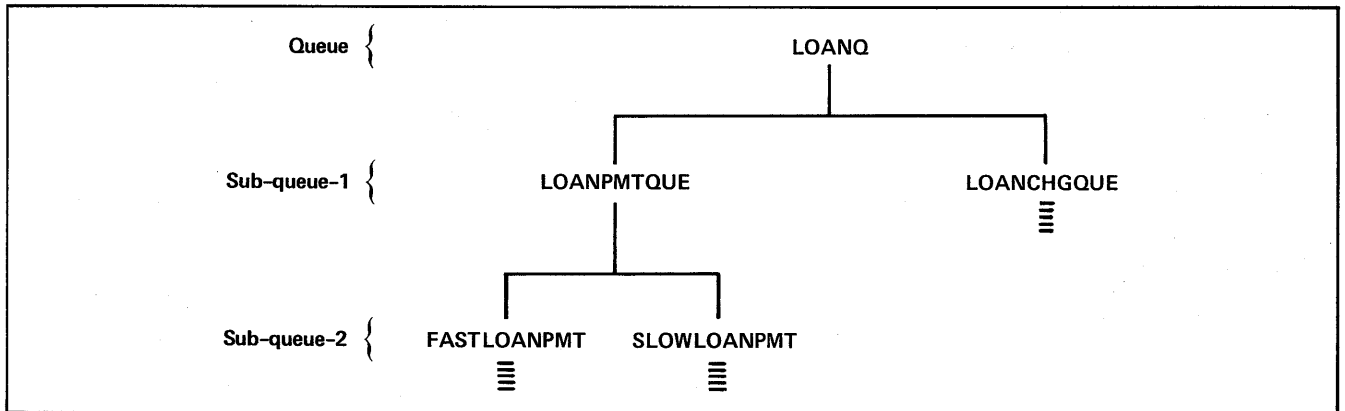 Queue { LOANQ
Sub-queue-1 { LOANPMTQUE LOANCHGQUE
Sub-queue-2 { FASTLOANPMT SLOWLOANPMT